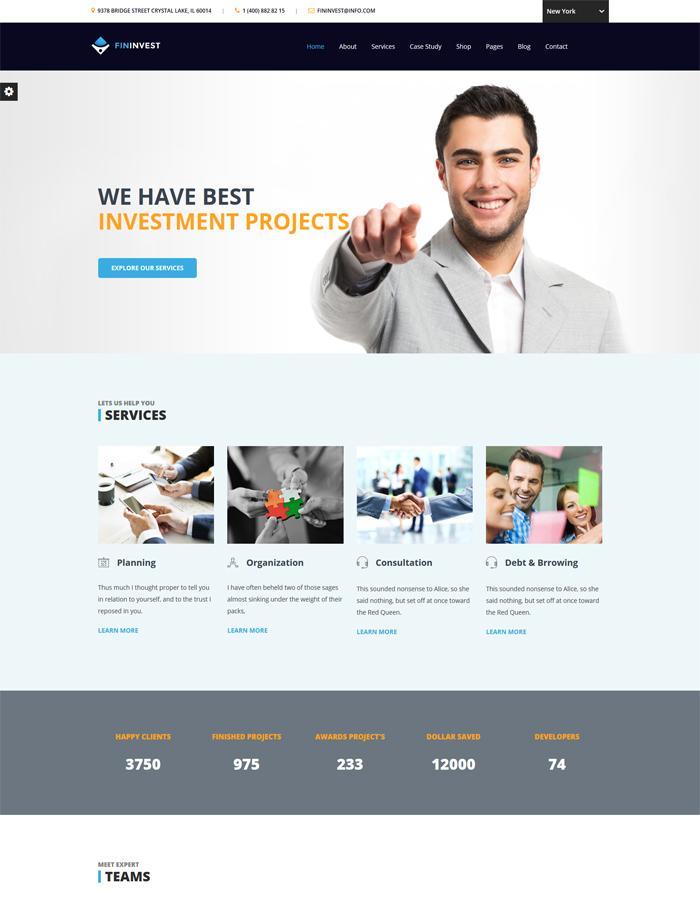 9378 BRIDGE STREET CRYSTAL LAKE, IL 60014 | 1 (400) 882 82 15 | FININVEST@INFO.COM
New York
FININVEST
Home About Services Case Study Shop Pages Blog Contact
WE HAVE BEST
INVESTMENT PROJECTS
EXPLORE OUR SERVICES
LETS US HELP YOU
SERVICES
Planning
Thus much I thought proper to tell you
in relation to yourself, and to the trust I
reposed in you.
LEARN MORE
Organization
I have often beheld two of those sages
almost sinking under the weight of their
packs,
LEARN MORE
Consultation
This sounded nonsense to Alice, so she
said nothing, but set off at once toward
the Red Queen.
LEARN MORE
Debt & Brrowing
This sounded nonsense to Alice, so she
said nothing, but set off at once toward
the Red Queen.
LEARN MORE
HAPPY CLIENTS
3750
FINISHED PROJECTS
975
AWARDS PROJECT'S
233
DOLLAR SAVED
12000
DEVELOPERS
74
MEET EXPERT
TEAMS